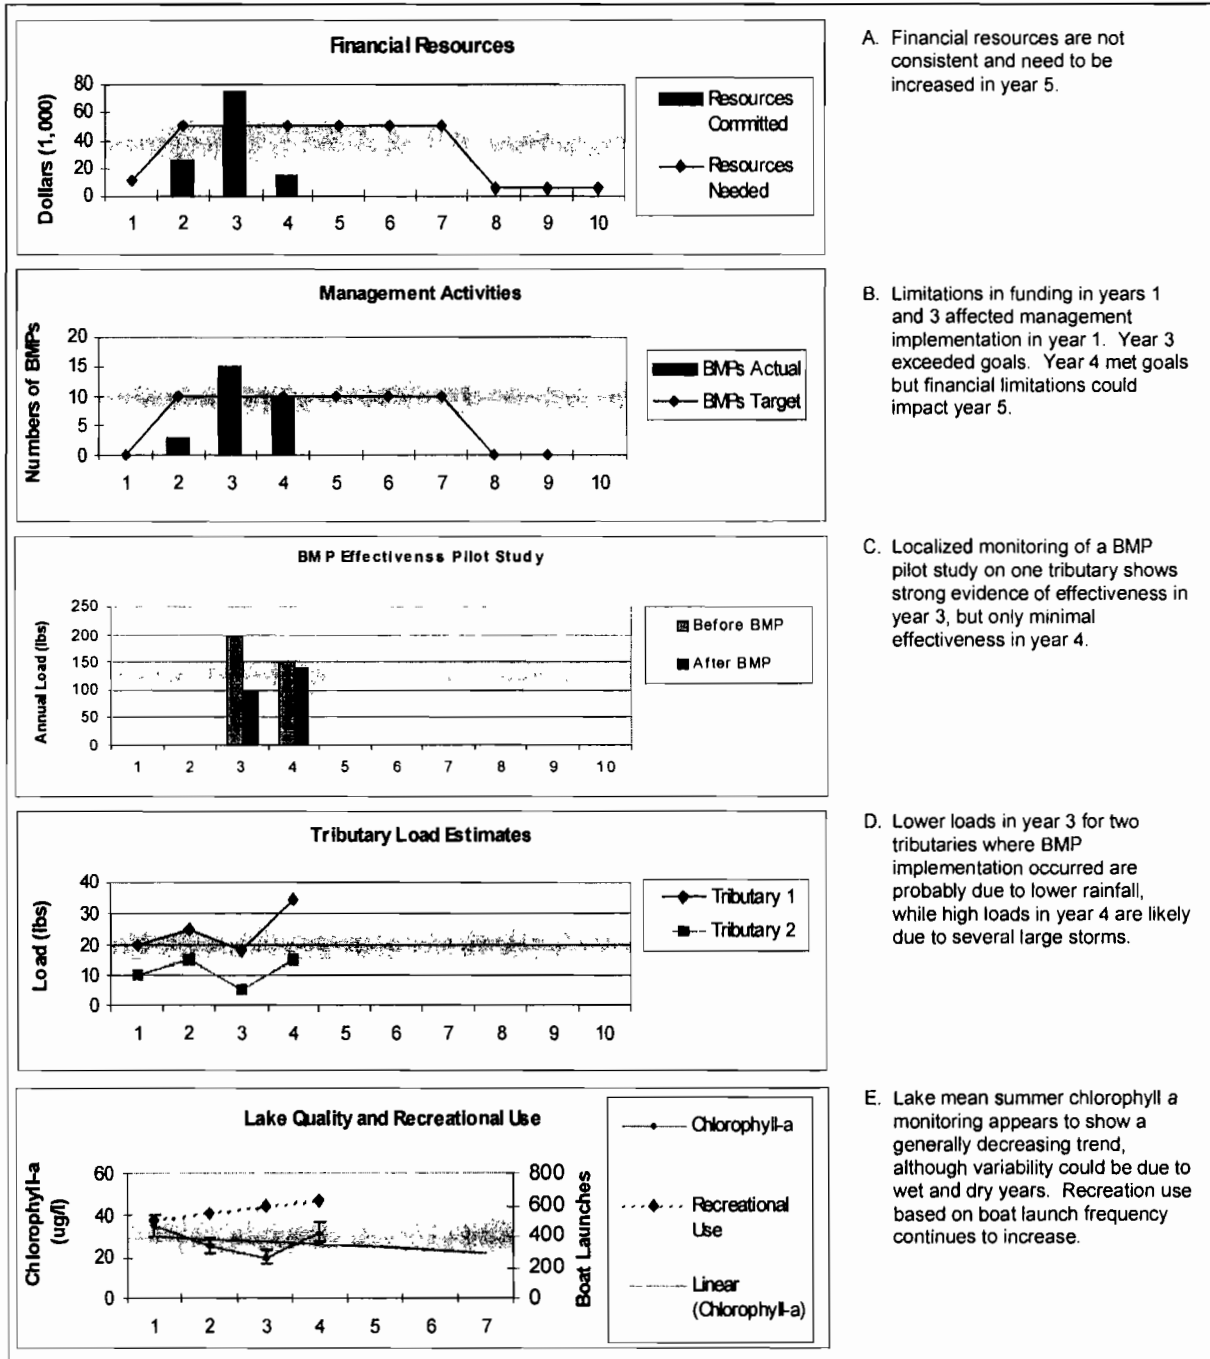 Financial Resources
Dollars (1,000)
80
60
40
20
0
1 2 3 4 5 6 7 8 9 10
Resources
Committed
Resources
Needed
A. Financial resources are not
consistent and need to be
increased in year 5.
Management Activities
Numbers of BMPs
20
15
10
5
0
1 2 3 4 5 6 7 8 9 10
BMPs Actual
BMPs Target
B. Limitations in funding in years 1
and 3 affected management
implementation in year 1. Year 3
exceeded goals. Year 4 met goals
but financial limitations could
impact year 5.
BMP Effectivenss Pilot Study
Annual Load (lbs)
250
200
150
100
50
0
1 2 3 4 5 6 7 8 9 10
Before BMP
After BMP
C. Localized monitoring of a BMP
pilot study on one tributary shows
strong evidence of effectiveness in
year 3, but only minimal
effectiveness in year 4.
Tributary Load Estimates
Load (lbs)
40
30
20
10
0
1 2 3 4 5 6 7 8 9 10
Tributary 1
Tributary 2
D. Lower loads in year 3 for two
tributaries where BMP
implementation occurred are
probably due to lower rainfall,
while high loads in year 4 are likely
due to several large storms.
Lake Quality and Recreational Use
Chlorophyll-a
(ug/l)
60
40
20
0
1 2 3 4 5 6 7
800
600
400
200
0
Boat Launches
Chlorophyll-a
Recreational
Use
Linear
(Chlorophyll-a)
E. Lake mean summer chlorophyll a
monitoring appears to show a
generally decreasing trend,
although variability could be due to
wet and dry years. Recreation use
based on boat launch frequency
continues to increase.